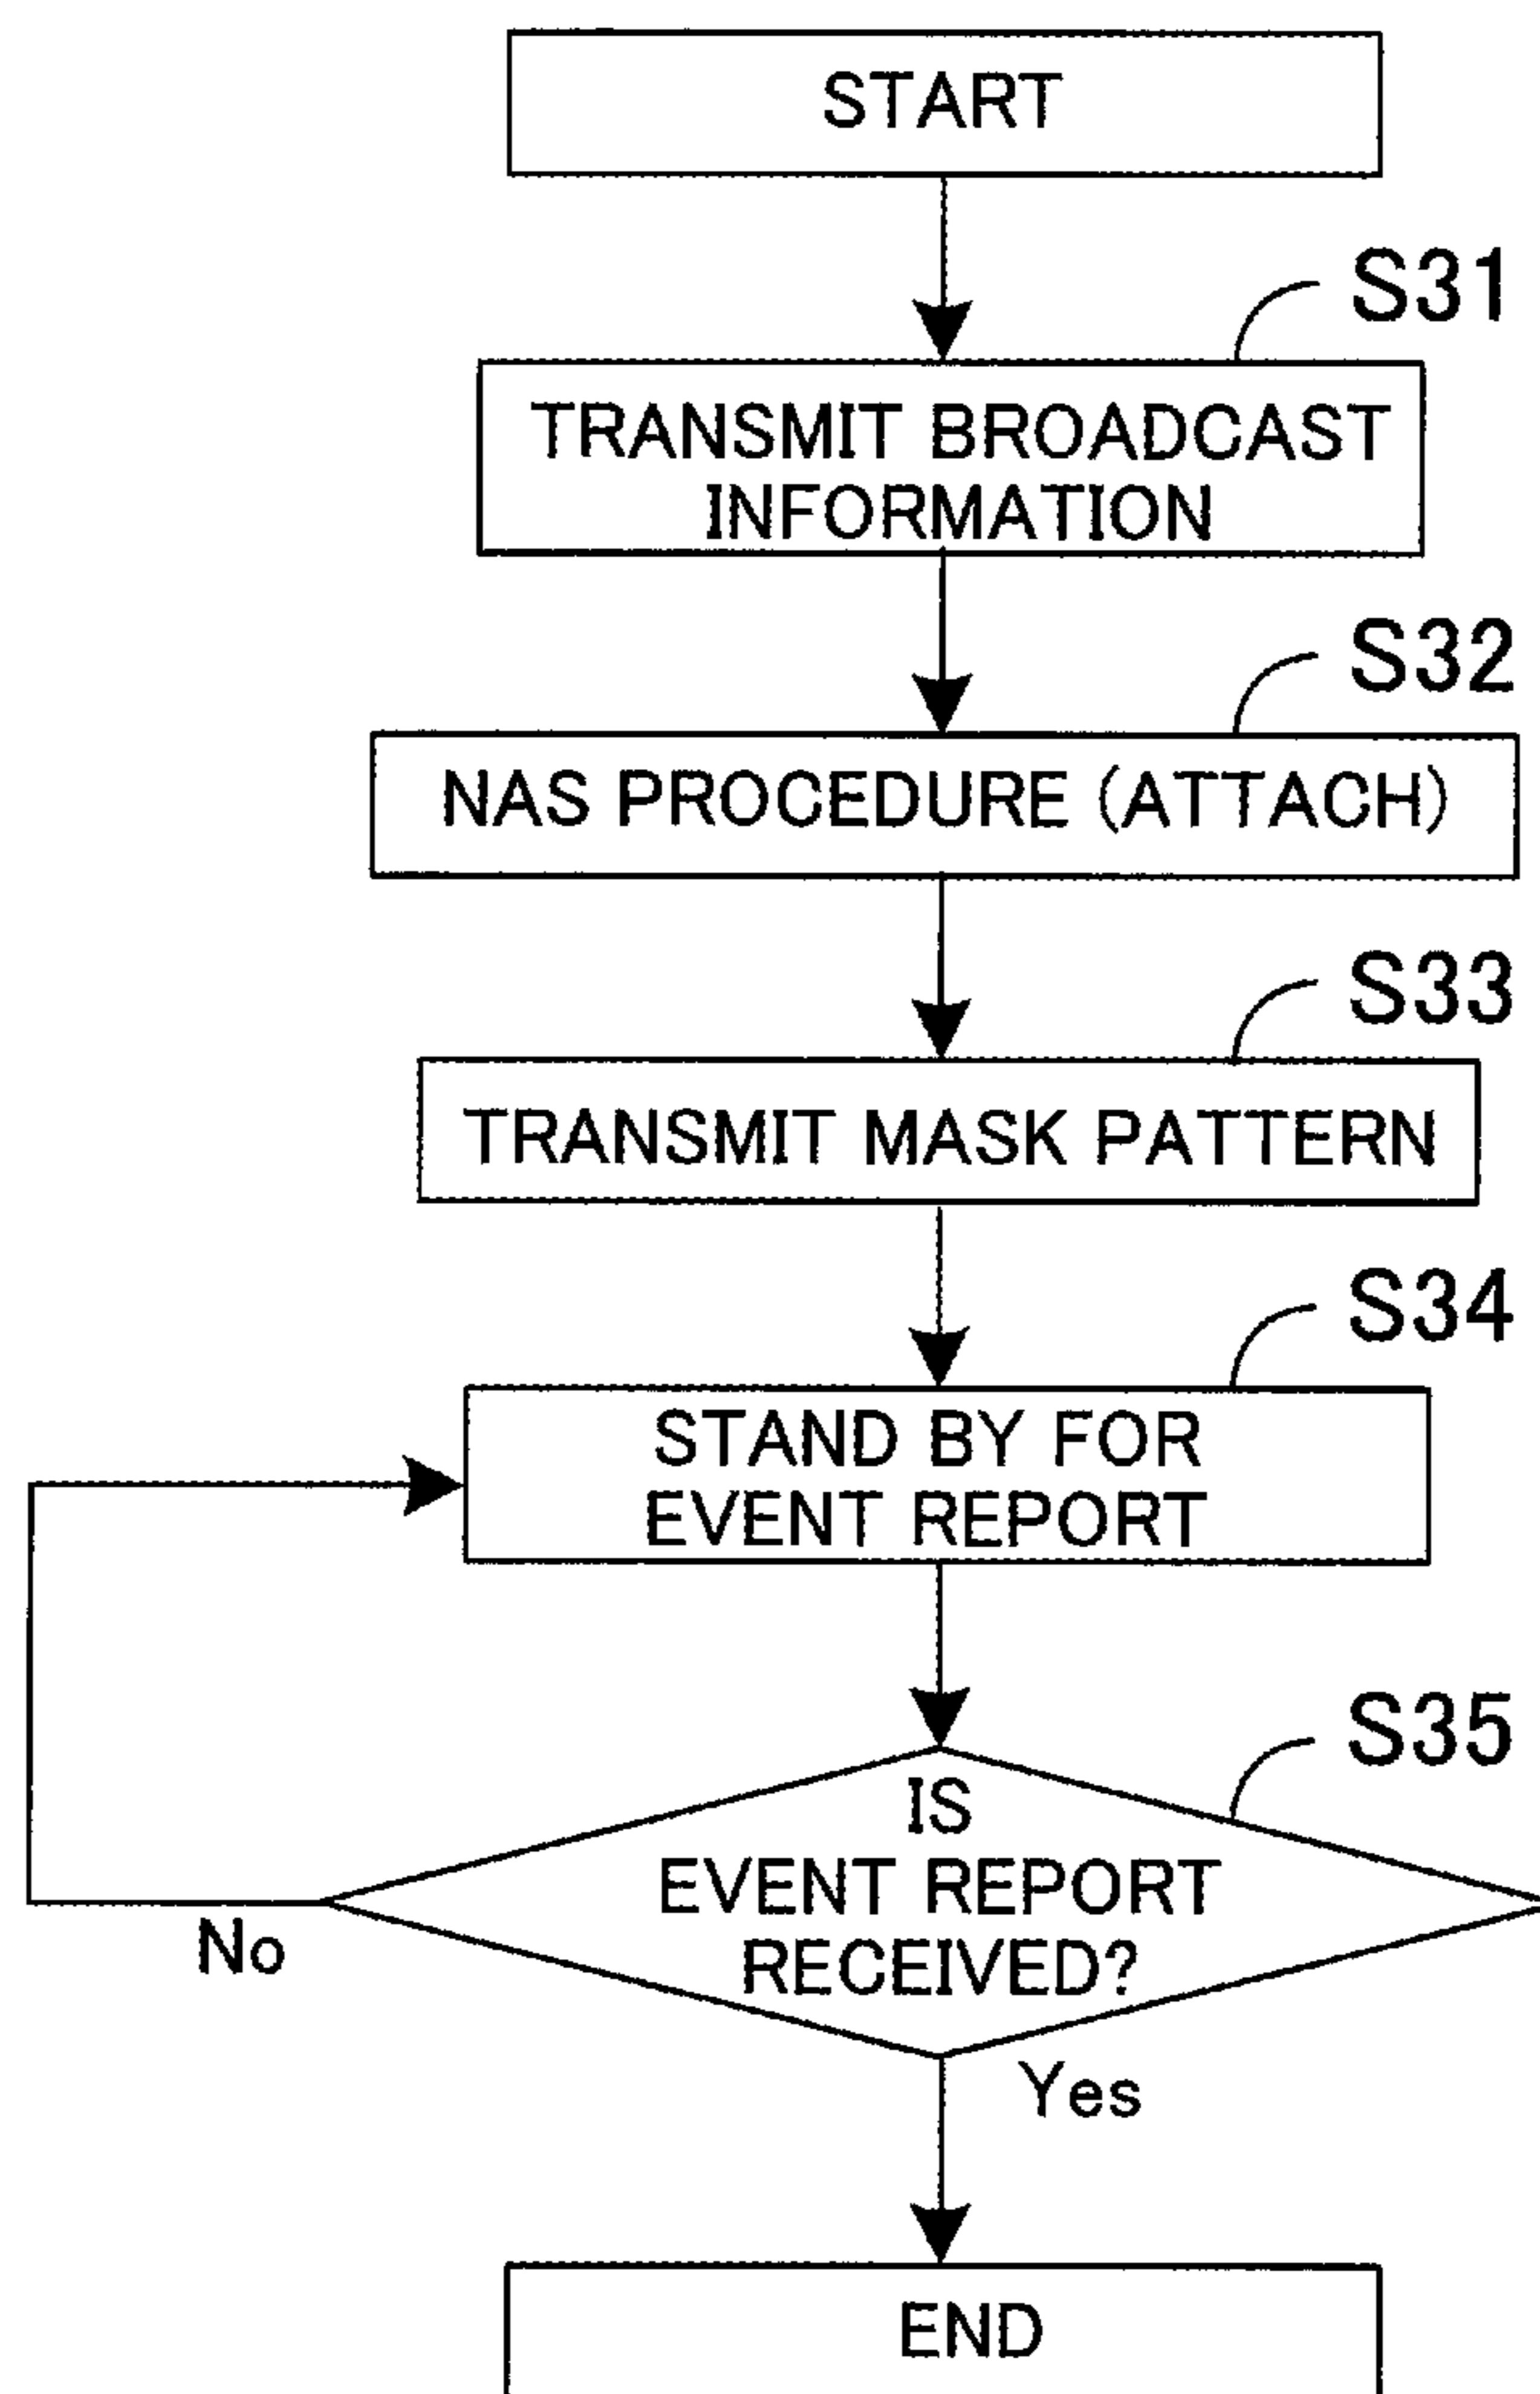 START
S31
TRANSMIT BROADCAST
INFORMATION
S32
NAS PROCEDURE (ATTACH)
S33
TRANSMIT MASK PATTERN
S34
STAND BY FOR
EVENT REPORT
S35
IS
EVENT REPORT
RECEIVED?
No
Yes
END